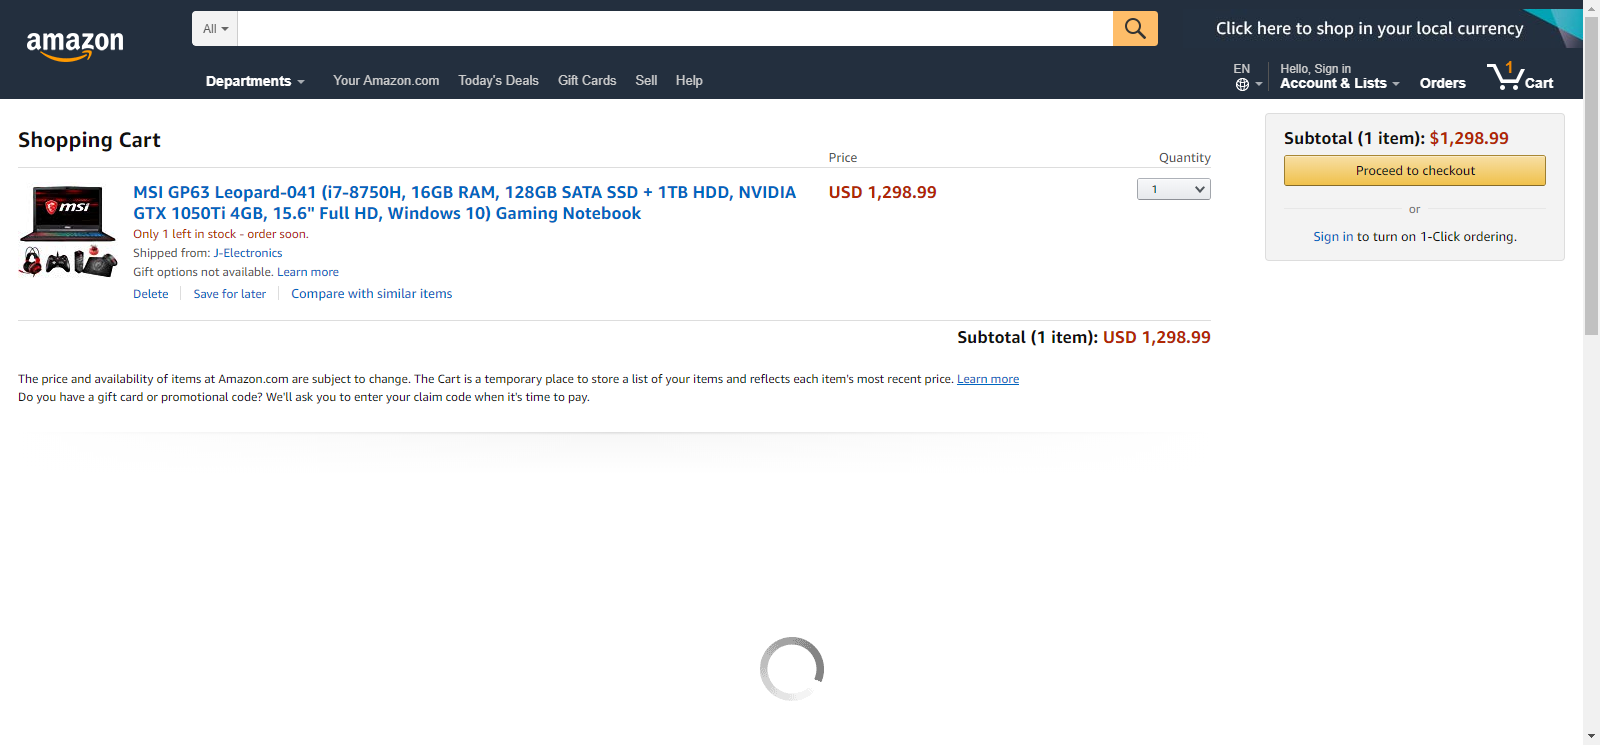 amazon
All
Click here to shop in your local currency
Departments
Your Amazon.com
Today's Deals
Gift Cards
Sell
Help
EN
Hello, Sign in
Account & Lists
Orders
1
Cart
Shopping Cart
Price
Quantity
msi
MSI GP63 Leopard-041 (i7-8750H, 16GB RAM, 128GB SATA SSD + 1TB HDD, NVIDIA
GTX 1050Ti 4GB, 15.6" Full HD, Windows 10) Gaming Notebook
USD 1,298.99
1
Only 1 left in stock - order soon.
Shipped from: J-Electronics
Gift options not available. Learn more
Delete
Save for later
Compare with similar items
Subtotal (1 item): USD 1,298.99
The price and availability of items at Amazon.com are subject to change. The Cart is a temporary place to store a list of your items and reflects each item's most recent price. Learn more
Do you have a gift card or promotional code? We'll ask you to enter your claim code when it's time to pay.
Subtotal (1 item): $1,298.99
Proceed to checkout
or
Sign in to turn on 1-Click ordering.